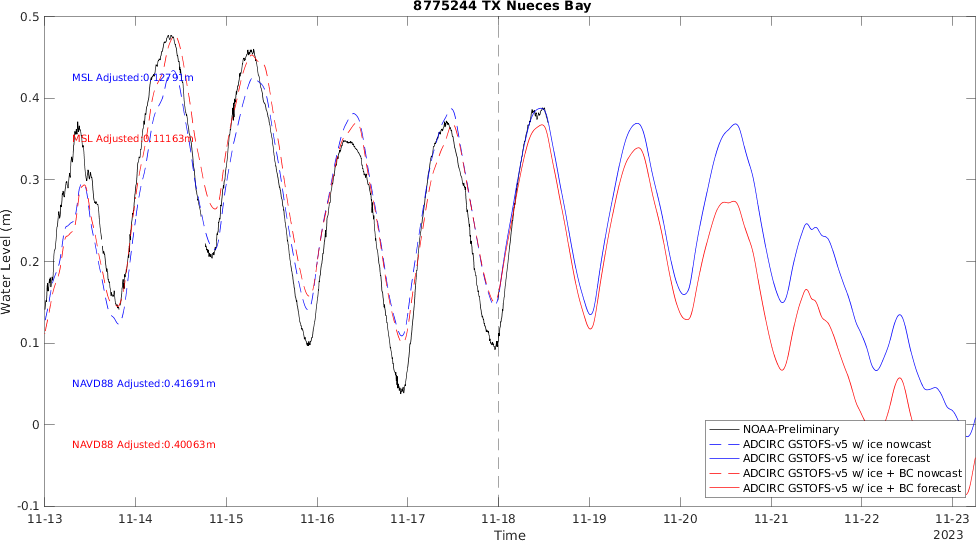 8775244 TX Nueces Bay
0.5
0.4
0.3
0.2
0.1
0
-0.1
Water Level (m)
MSL Adjusted:0.12791m
MSL Adjusted:0.11163m
NAVD88 Adjusted:0.41691m
NAVD88 Adjusted:0.40063m
NOAA-Preliminary
ADCIRC GSTOFS-v5 w/ ice nowcast
ADCIRC GSTOFS-v5 w/ ice forecast
ADCIRC GSTOFS-v5 w/ ice + BC nowcast
ADCIRC GSTOFS-v5 w/ ice + BC forecast
11-13 11-14 11-15 11-16 11-17 11-18 11-19 11-20 11-21 11-22 11-23
Time
2023